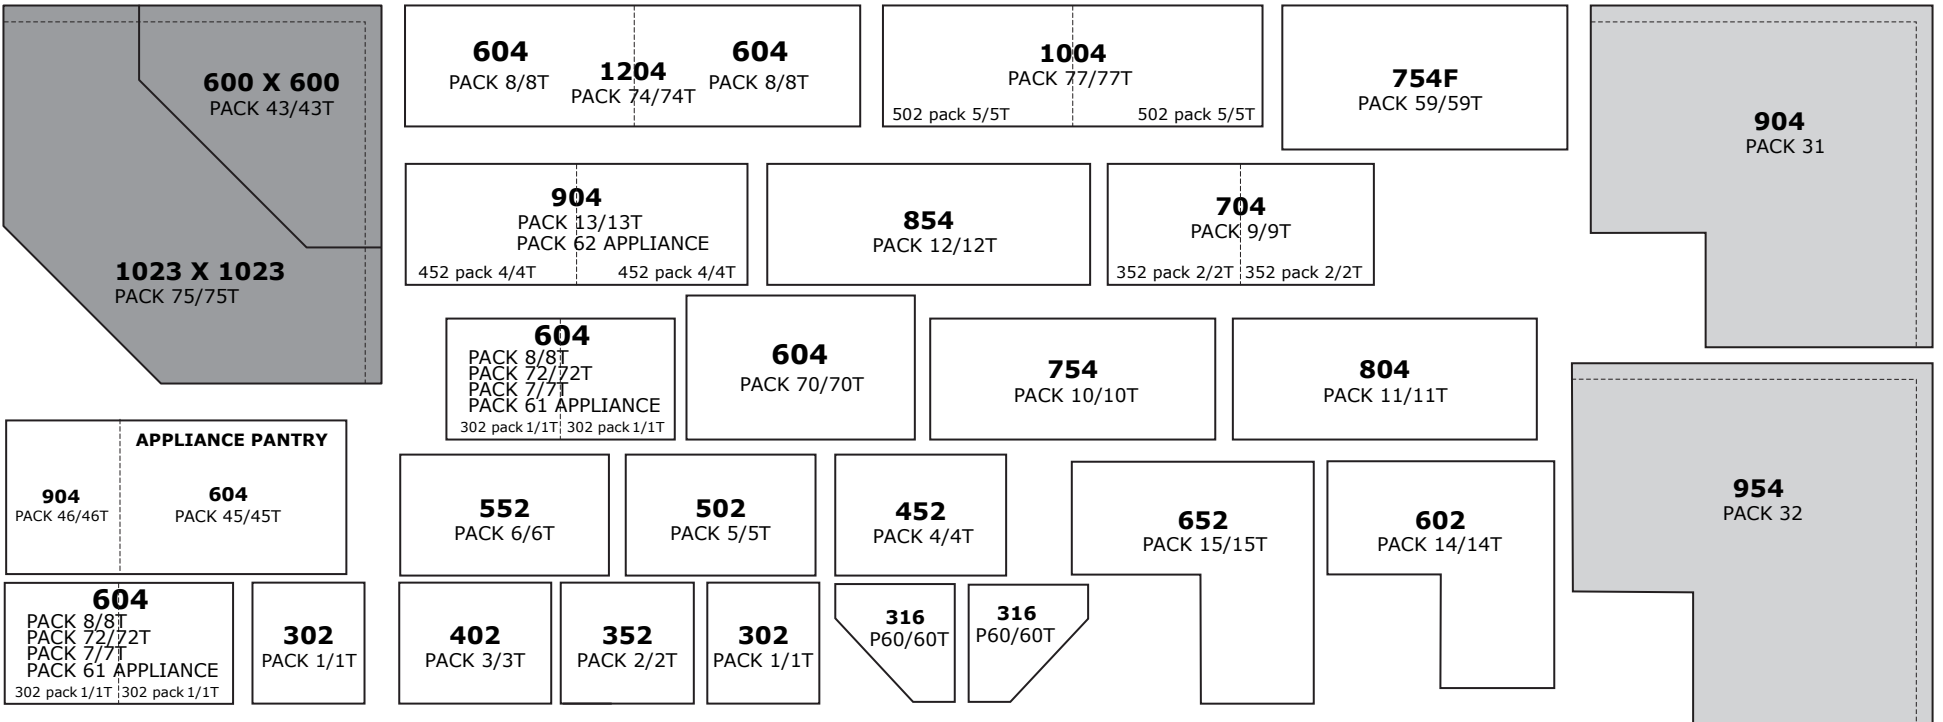 600 X 600
PACK 43/43T
1023 X 1023
PACK 75/75T
604
PACK 8/8T
1204
PACK 74/74T
604
PACK 8/8T
1004
PACK 77/77T
502 pack 5/5T
502 pack 5/5T
754F
PACK 59/59T
904
PACK 31
904
PACK 13/13T
PACK 62 APPLIANCE
452 pack 4/4T
452 pack 4/4T
854
PACK 12/12T
704
PACK 9/9T
352 pack 2/2T
352 pack 2/2T
604
PACK 8/8T
PACK 72/72T
PACK 7/7T
PACK 61 APPLIANCE
302 pack 1/1T
302 pack 1/1T
604
PACK 70/70T
754
PACK 10/10T
804
PACK 11/11T
954
PACK 32
APPLIANCE PANTRY
904
PACK 46/46T
604
PACK 45/45T
552
PACK 6/6T
502
PACK 5/5T
452
PACK 4/4T
652
PACK 15/15T
602
PACK 14/14T
604
PACK 8/8T
PACK 72/72T
PACK 7/7T
PACK 61 APPLIANCE
302 pack 1/1T
302 pack 1/1T
302
PACK 1/1T
402
PACK 3/3T
352
PACK 2/2T
302
PACK 1/1T
316
P60/60T
316
P60/60T